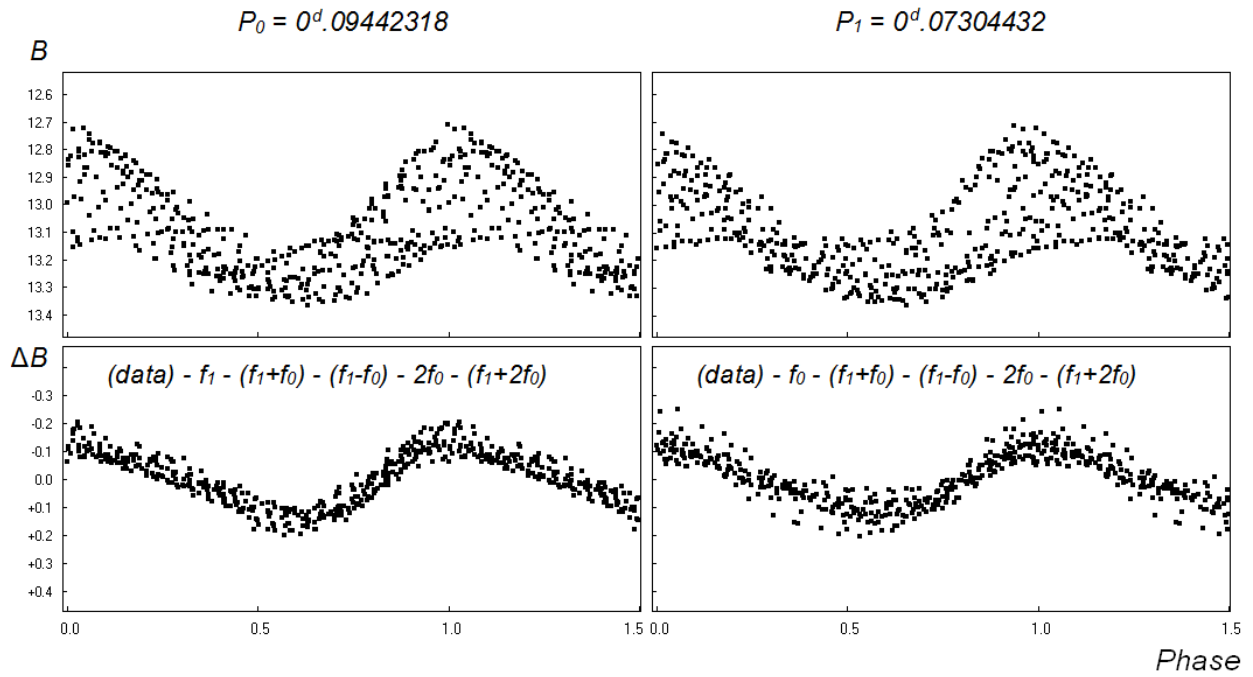 P₀ = 0ᵈ.09442318 P₁ = 0ᵈ.07304432
B
12.6
12.7
12.8
12.9
13.0
13.1
13.2
13.3
13.4
ΔB
(data) - f₁ - (f₁+f₀) - (f₁-f₀) - 2f₀ - (f₁+2f₀) (data) - f₀ - (f₁+f₀) - (f₁-f₀) - 2f₀ - (f₁+2f₀)
-0.3
-0.2
-0.1
0.0
+0.1
+0.2
+0.3
+0.4
0.0 0.5 1.0 1.5 0.0 0.5 1.0 1.5
Phase